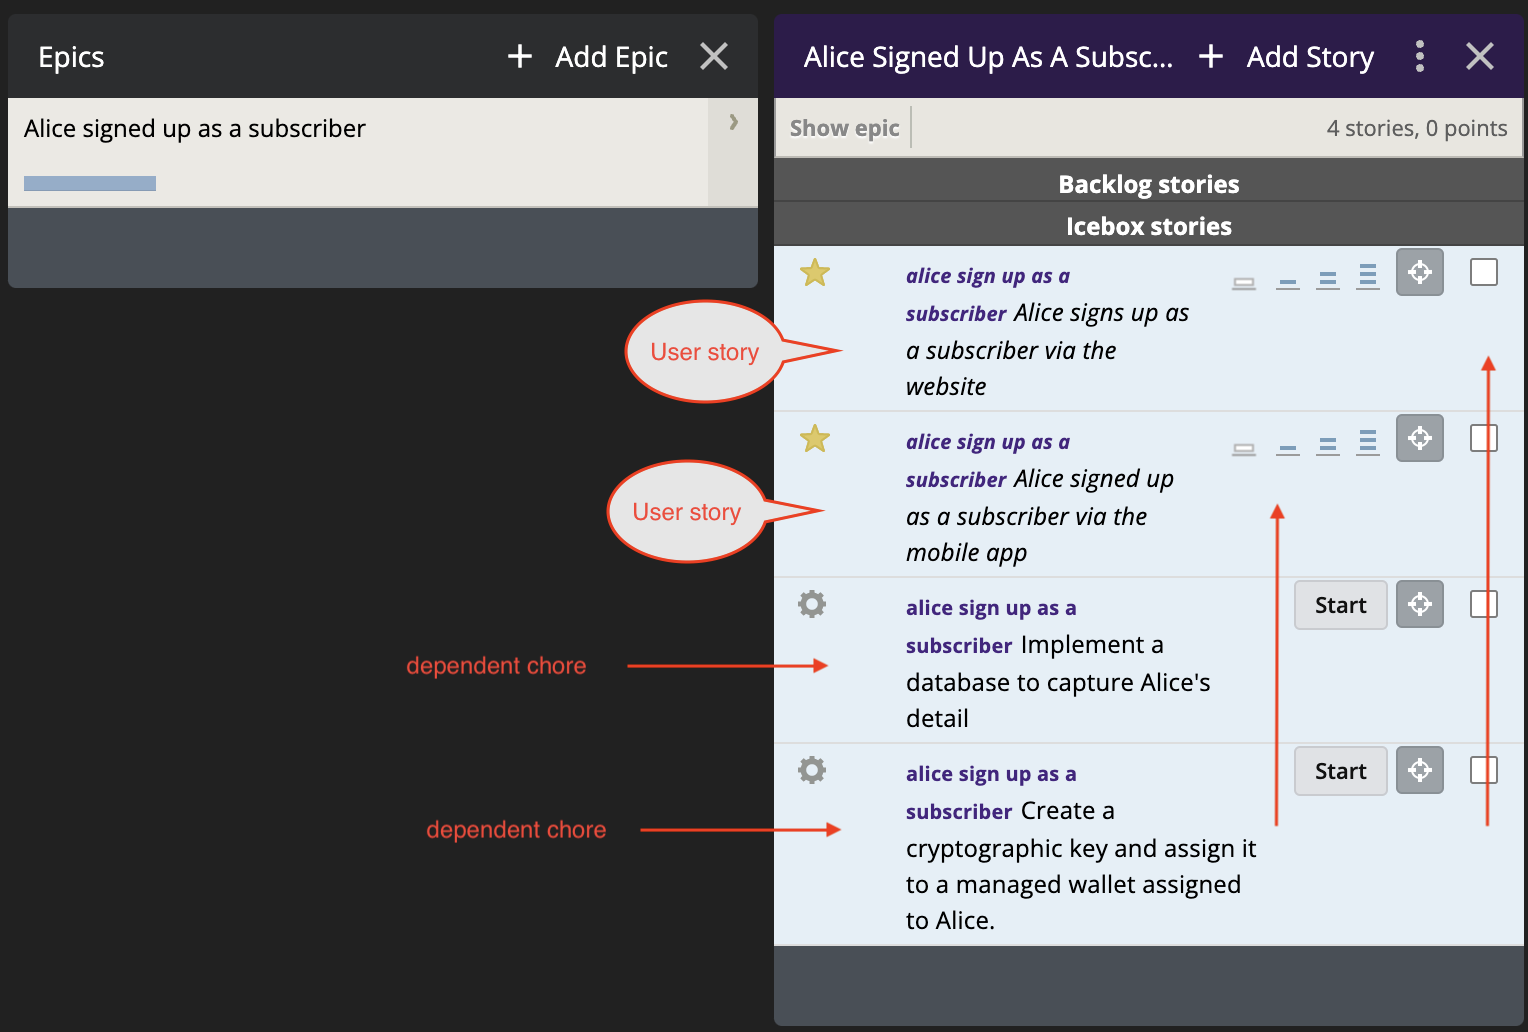 Epics
+ Add Epic
Alice signed up as a subscriber
Alice Signed Up As A Subsc...
+ Add Story
Show epic
4 stories, 0 points
Backlog stories
Icebox stories
alice sign up as a
subscriber Alice signs up as
a subscriber via the
website
User story
alice sign up as a
subscriber Alice signed up
as a subscriber via the
mobile app
User story
alice sign up as a
subscriber Implement a
database to capture Alice's
detail
Start
dependent chore
alice sign up as a
subscriber Create a
cryptographic key and assign it
to a managed wallet assigned
to Alice.
Start
dependent chore